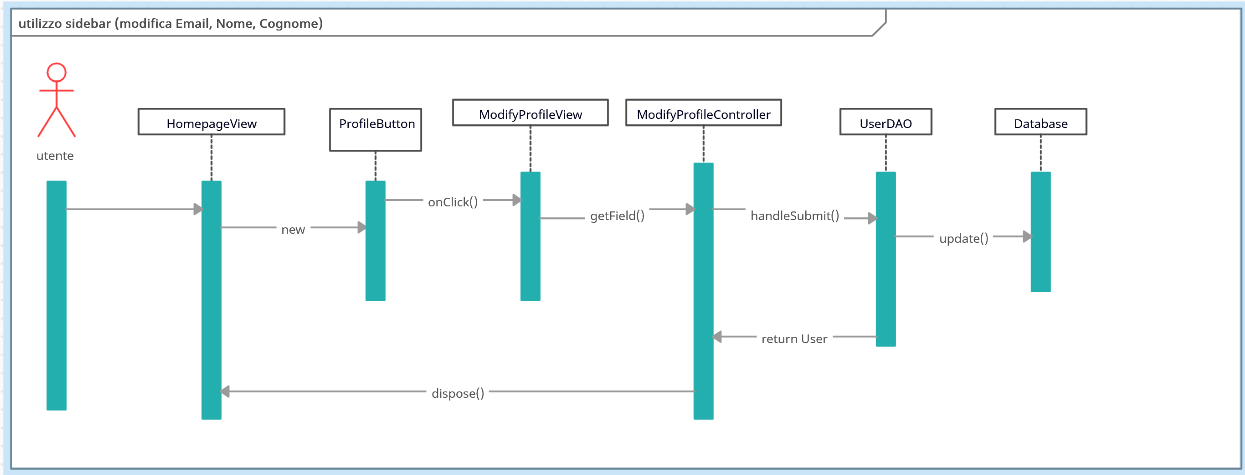 utilizzo sidebar (modifica Email, Nome, Cognome)
utente
HomepageView
ProfileButton
ModifyProfileView
ModifyProfileController
UserDAO
Database
onClick()
new
getField()
handleSubmit()
update()
return User
dispose()